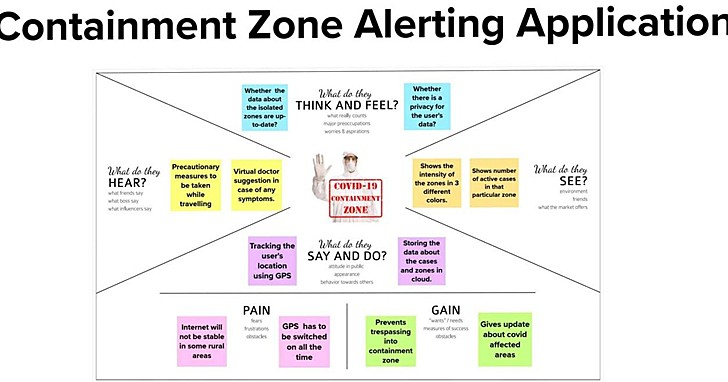 Containment Zone Alerting Application
Whether the
data about
the isolated
zones are up-
to-date?
What do they
THINK AND FEEL?
what really counts
major preoccupations
worries & aspirations
Whether
there is a
privacy for
the user's
data?
What do they
HEAR?
what friends say
what boss say
what influencers say
Precautionary
measures to
be taken
while
travelling
Virtual doctor
suggestion in
case of any
symptoms.
COVID-19
CONTAINMENT
ZONE
Shows the
intensity of
the zones in 3
different
colors.
Shows number
of active cases
in that
particular zone
What do they
SEE?
environment
friends
what the market offers
Tracking the
user's
location
using GPS
What do they
SAY AND DO?
attitude in public
appearance
behavior towards others
Storing the
data about
the cases
and zones in
cloud.
PAIN
fears
frustrations
obstacles
Internet will
not be stable
in some rural
areas
GPS has to
be switched
on all the
time
GAIN
"wants" / needs
measures of success
obstacles
Prevents
trespassing
into
containment
zone
Gives update
about covid
affected
areas